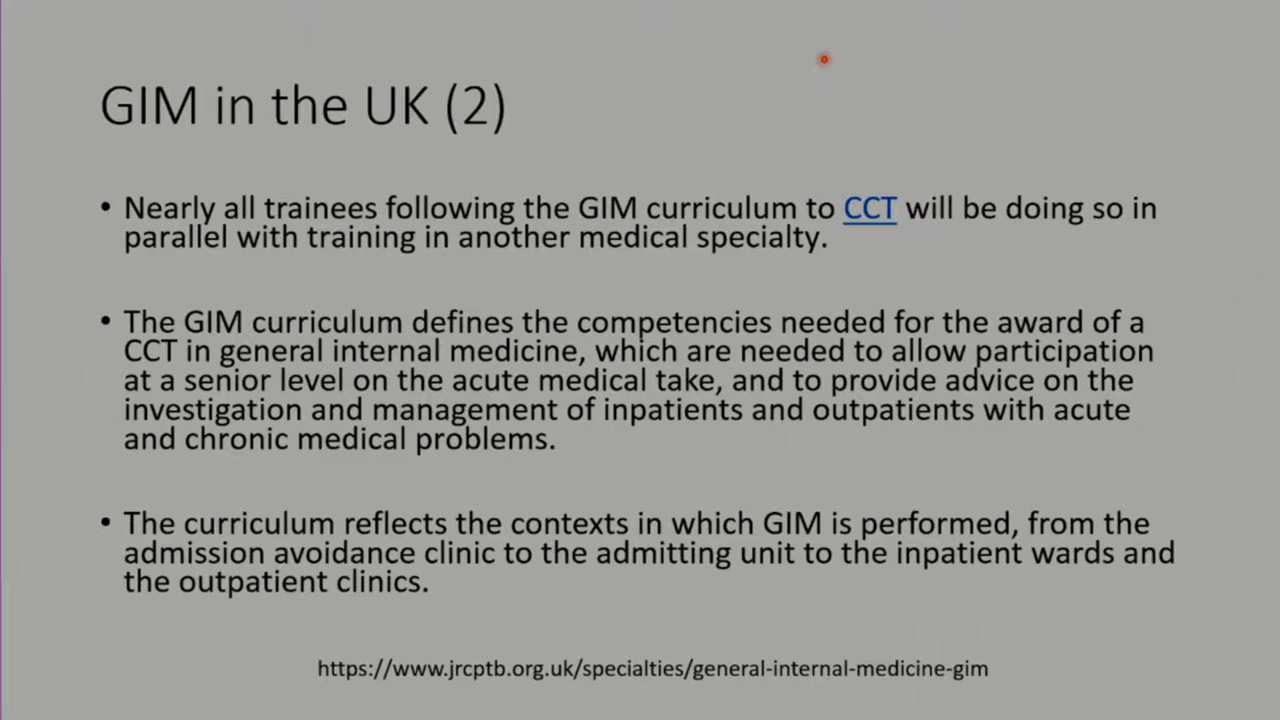 GIM in the UK (2)
• Nearly all trainees following the GIM curriculum to CCT will be doing so in
parallel with training in another medical specialty.
• The GIM curriculum defines the competencies needed for the award of a
CCT in general internal medicine, which are needed to allow participation
at a senior level on the acute medical take, and to provide advice on the
investigation and management of inpatients and outpatients with acute
and chronic medical problems.
• The curriculum reflects the contexts in which GIM is performed, from the
admission avoidance clinic to the admitting unit to the inpatient wards and
the outpatient clinics.
https://www.jrcptb.org.uk/specialties/general-internal-medicine-gim